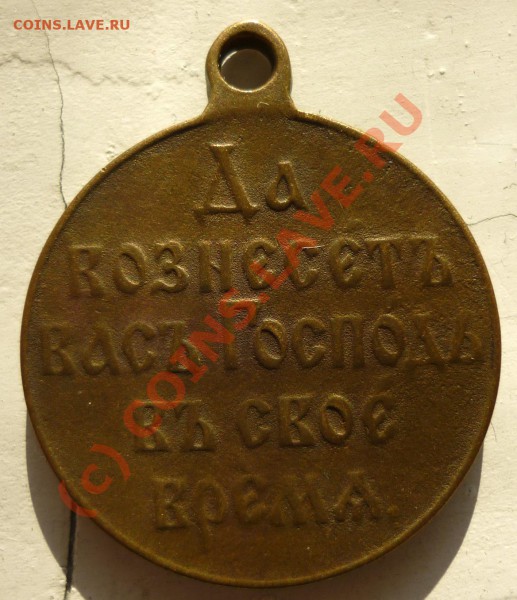 COINS.LAVE.RU
Да
вознесетъ
васъ Господь
въ свое
время.
(c) COINS.LAVE.RU